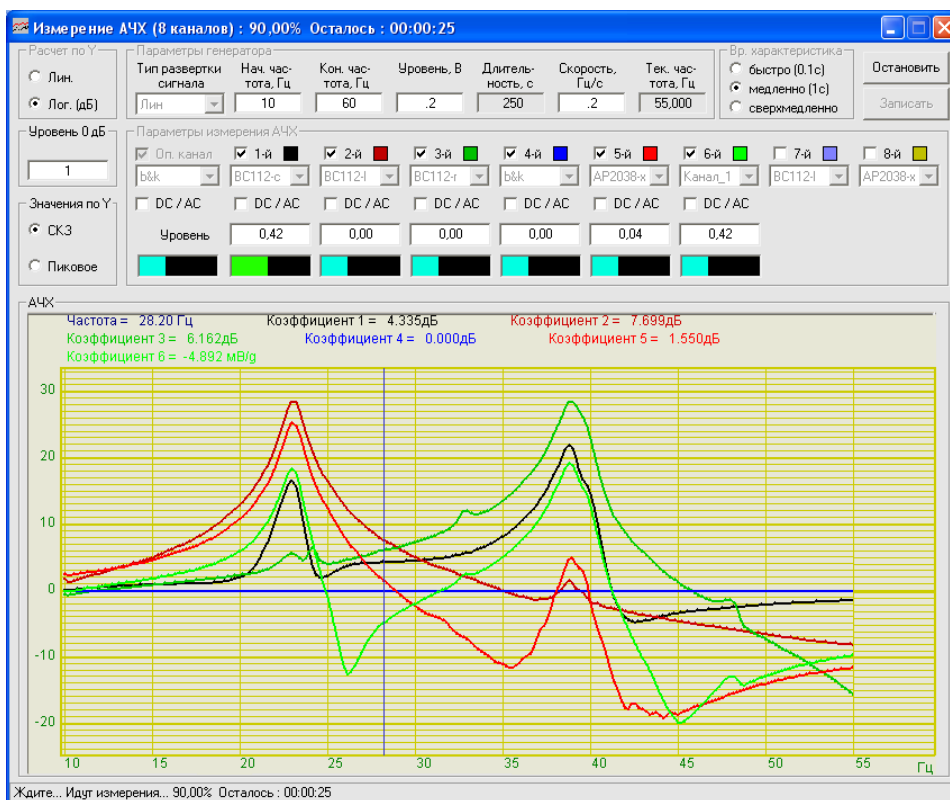 Измерение АЧХ (8 каналов) : 90,00% Осталось : 00:00:25
Расчет по Y
Лин.
Лог. (дБ)
Параметры генератора
Тип развертки сигнала Нач. час-тота, Гц Кон. час-тота, Гц Уровень, В Длитель-ность, с Скорость, Гц/с Тек. час-тота, Гц
Лин 10 60 .2 250 .2 55,000
Вр. характеристика
быстро (0.1с)
медленно (1с)
сверхмедленно
Остановить
Записать
Уровень 0 дБ
1
Значения по Y
СКЗ
Пиковое
Параметры измерения АЧХ
Оп. канал 1-й 2-й 3-й 4-й 5-й 6-й 7-й 8-й
b&k BC112-c BC112-l BC112-r b&k AP2038-x Канал_1 BC112-l AP2038-x
DC / AC DC / AC DC / AC DC / AC DC / AC DC / AC DC / AC
Уровень 0,42 0,00 0,00 0,00 0,04 0,42
АЧХ
Частота = 28.20 Гц Коэффициент 1 = 4.335дБ Коэффициент 2 = 7.699дБ
Коэффициент 3 = 6.162дБ Коэффициент 4 = 0.000дБ Коэффициент 5 = 1.550дБ
Коэффициент 6 = -4.892 мВ/g
30
20
10
0
-10
-20
10 15 20 25 30 35 40 45 50 55 Гц
Ждите... Идут измерения... 90,00% Осталось : 00:00:25